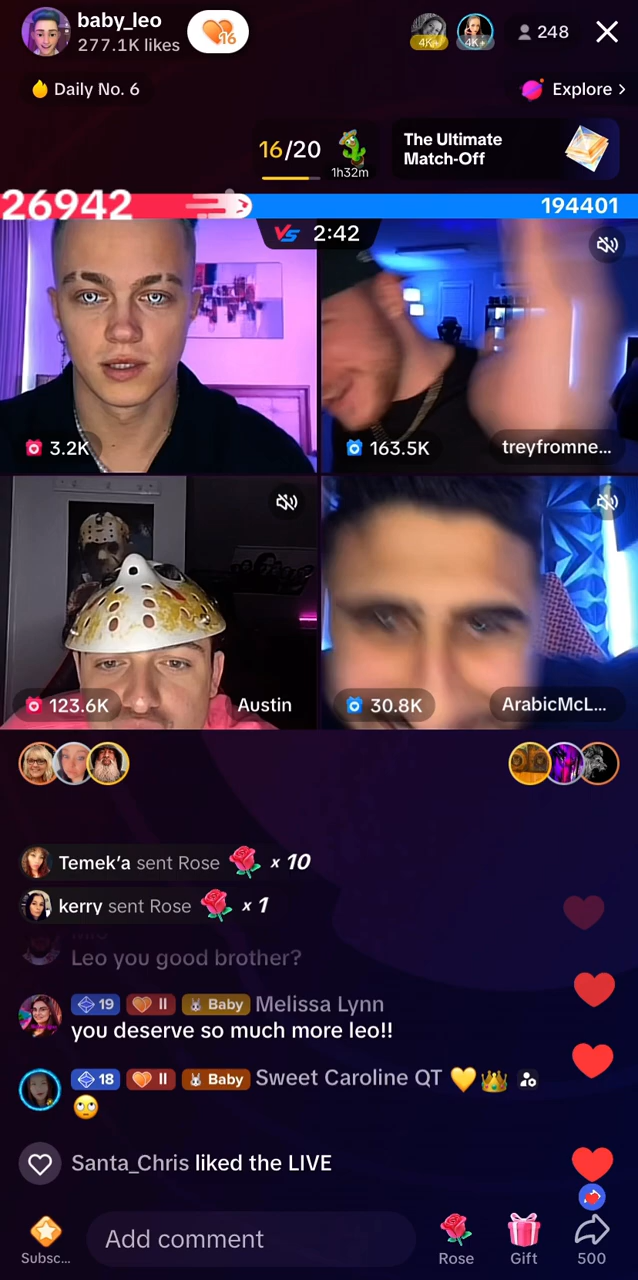 baby_leo
277.1K likes
16
4K+
4K+
248
Daily No. 6
Explore >
16/20
1h32m
The Ultimate
Match-Off
26942
194401
VS 2:42
3.2K
163.5K
treyfromne...
123.6K
Austin
30.8K
ArabicMcL...
Temek'a sent Rose x 10
kerry sent Rose x 1
Leo you good brother?
19 II Baby Melissa Lynn
you deserve so much more leo!!
18 II Baby Sweet Caroline QT 💛👑
🙄
Santa_Chris liked the LIVE
Subsc...
Add comment
Rose
Gift
500